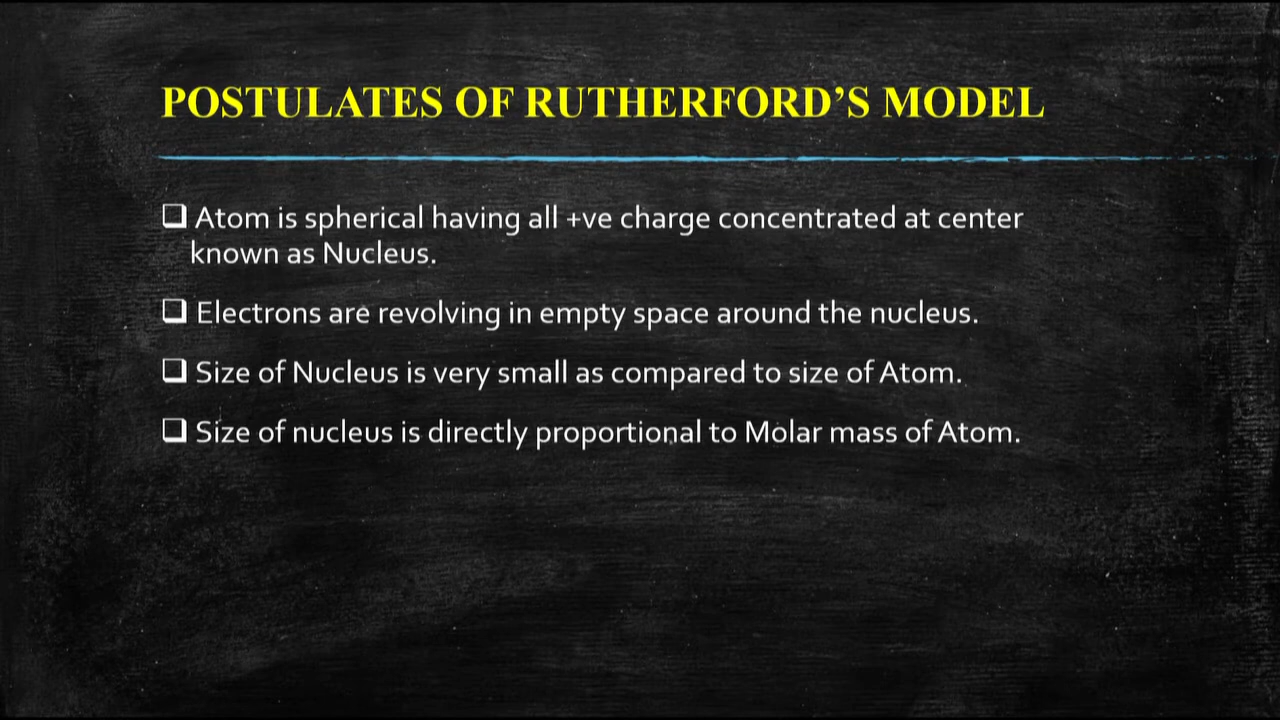 POSTULATES OF RUTHERFORD’S MODEL
❑ Atom is spherical having all +ve charge concentrated at center
known as Nucleus.
❑ Electrons are revolving in empty space around the nucleus.
❑ Size of Nucleus is very small as compared to size of Atom.
❑ Size of nucleus is directly proportional to Molar mass of Atom.